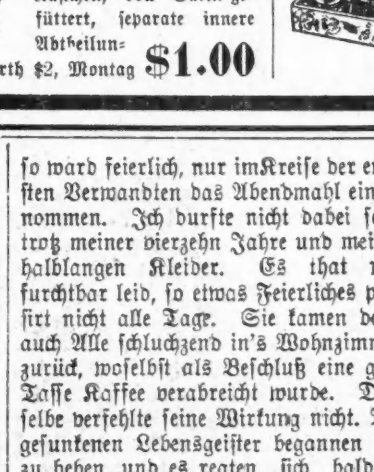 füttert, separate innere
Abtheilun=
rth $2, Montag $1.00
so ward feierlich, nur imKreise der e
sten Verwandten das Abendmahl ein
nommen. Ich durfte nicht dabei se
trotz meiner vierzehn Jahre und mei
halblangen Kleider. Es that
furchtbar leid, so etwas Feierliches p
sirt nicht alle Tage. Sie kamen de
auch Alle schluchzend in's Wohnzimm
zurück, woselbst als Beschluß eine g
Tasse Kaffee verabreicht wurde. D
selbe verfehlte seine Wirkung nicht.
gesunkenen Lebensgeister begannen
zu heben und es regten sich bald